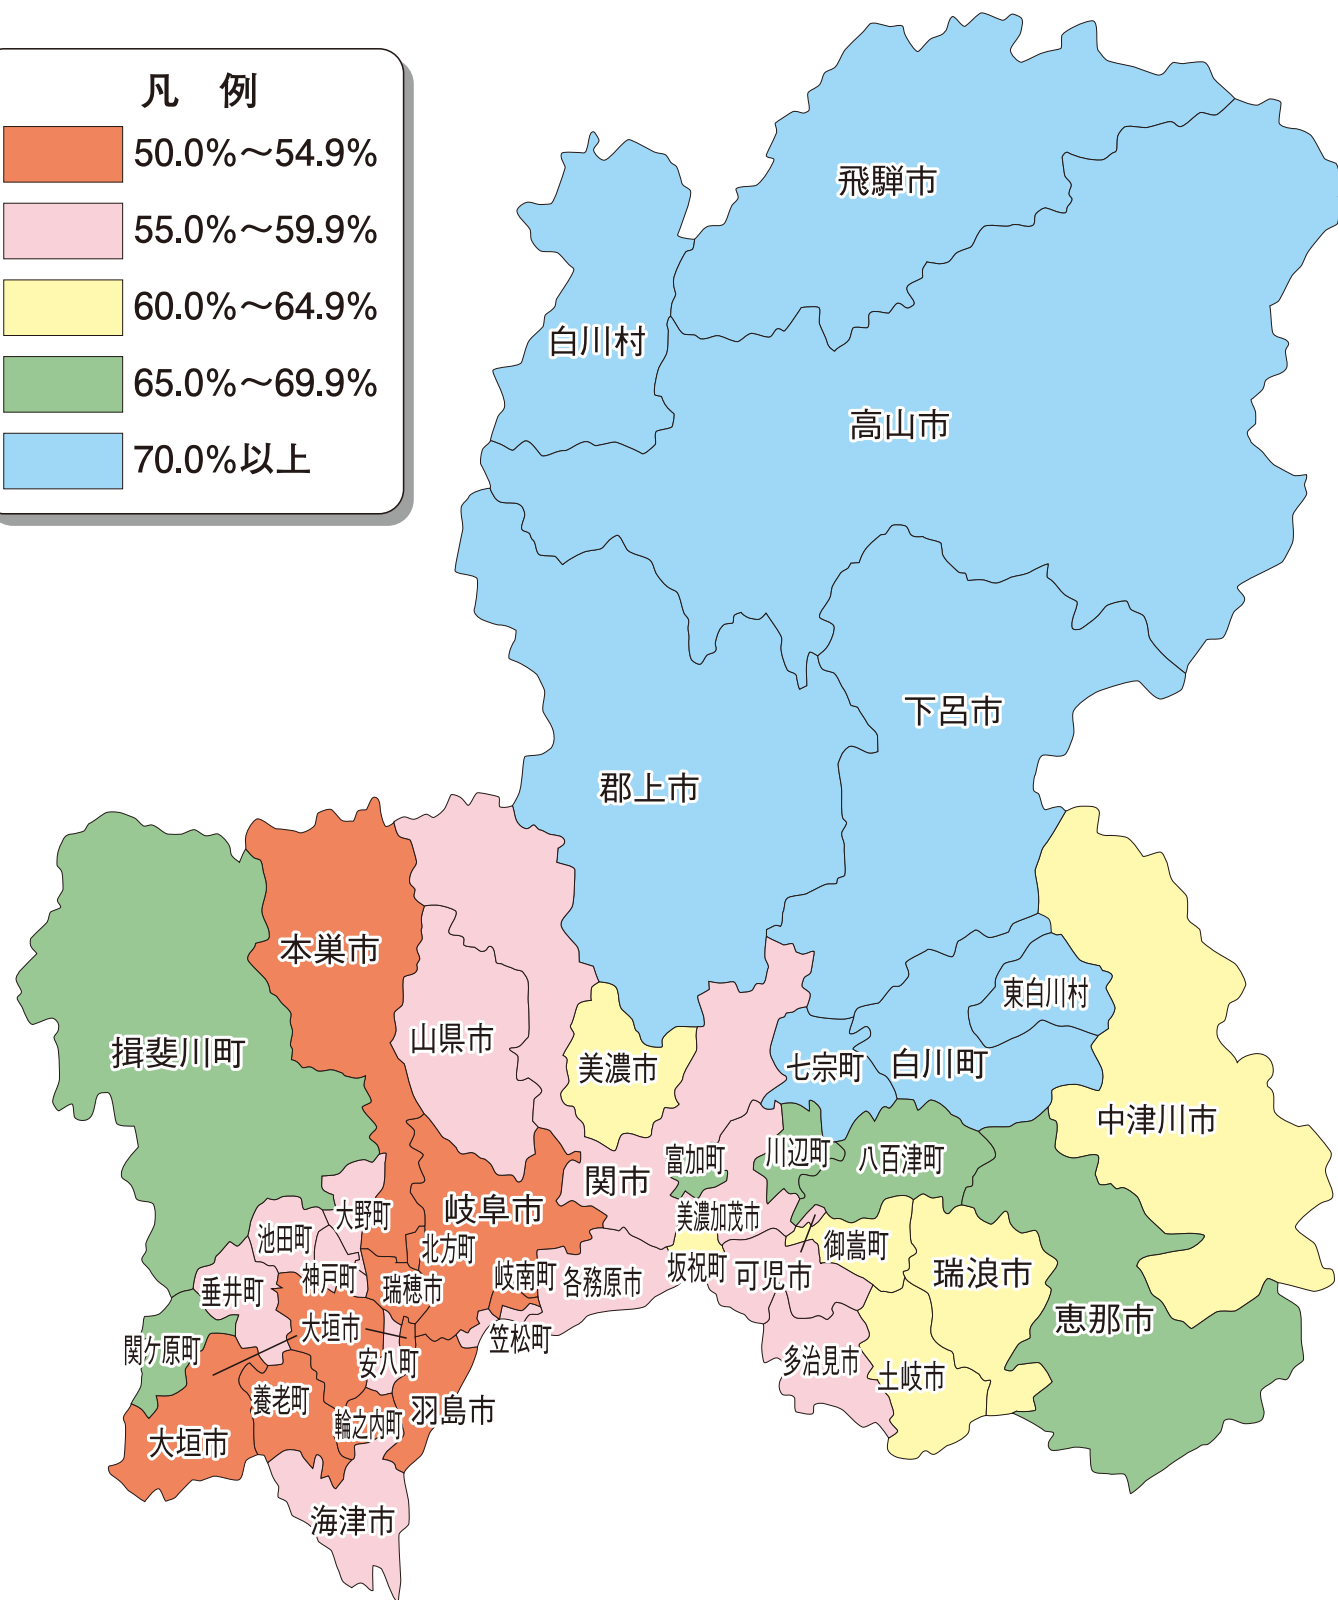 凡 例
50.0%～54.9%
55.0%～59.9%
60.0%～64.9%
65.0%～69.9%
70.0%以上
飛騨市
白川村
高山市
下呂市
郡上市
本巣市
東白川村
山県市
揖斐川町
美濃市
七宗町
白川町
中津川市
富加町
川辺町
八百津町
関市
大野町
岐阜市
美濃加茂市
池田町
北方町
御嵩町
神戸町
瑞穂市
岐南町
各務原市
坂祝町
可児市
瑞浪市
垂井町
大垣市
笠松町
恵那市
関ケ原町
安八町
多治見市
土岐市
養老町
輪之内町
羽島市
大垣市
海津市